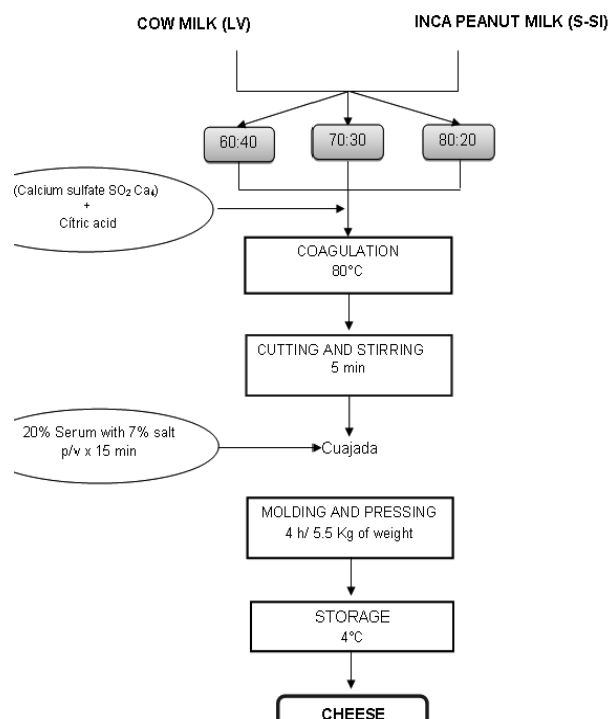 COW MILK (LV)
INCA PEANUT MILK (S-SI)
60:40
70:30
80:20
(Calcium sulfate SO₂ Ca₄)
+
Cítric acid
COAGULATION
80°C
CUTTING AND STIRRING
5 min
20% Serum with 7% salt
p/v x 15 min
Cuajada
MOLDING AND PRESSING
4 h/ 5.5 Kg of weight
STORAGE
4°C
CHEESE